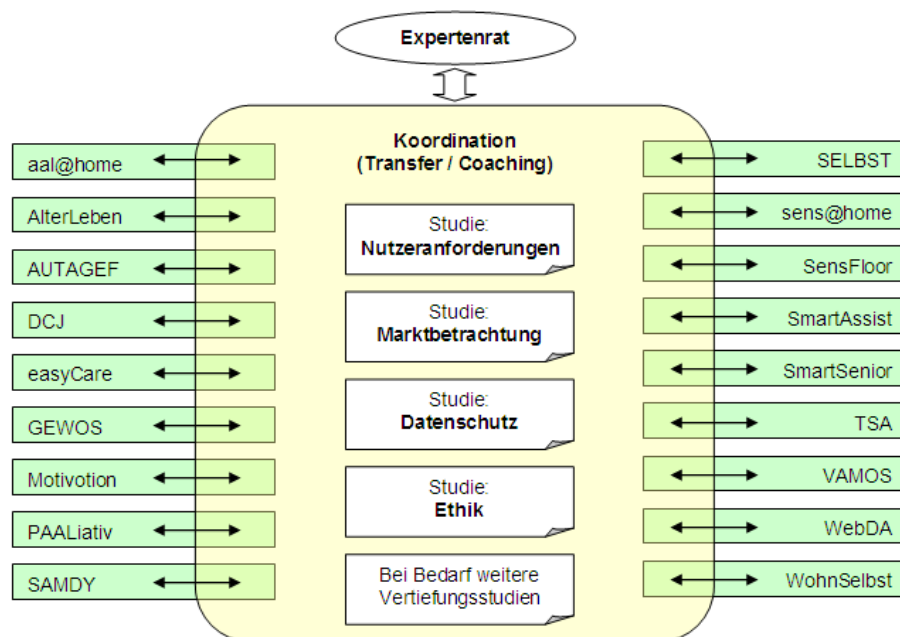 Expertenrat
Koordination
(Transfer / Coaching)
aal@home
AlterLeben
AUTAGEF
DCJ
easyCare
GEWOS
Motivotion
PAALiativ
SAMDY
Studie:
Nutzeranforderungen
Studie:
Marktbetrachtung
Studie:
Datenschutz
Studie:
Ethik
Bei Bedarf weitere
Vertiefungsstudien
SELBST
sens@home
SensFloor
SmartAssist
SmartSenior
TSA
VAMOS
WebDA
WohnSelbst